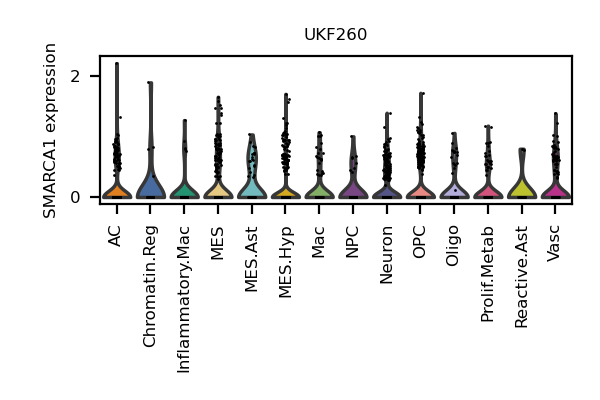 UKF260
SMARCA1 expression
2
0
AC
Chromatin.Reg
Inflammatory.Mac
MES
MES.Ast
MES.Hyp
Mac
NPC
Neuron
OPC
Oligo
Prolif.Metab
Reactive.Ast
Vasc